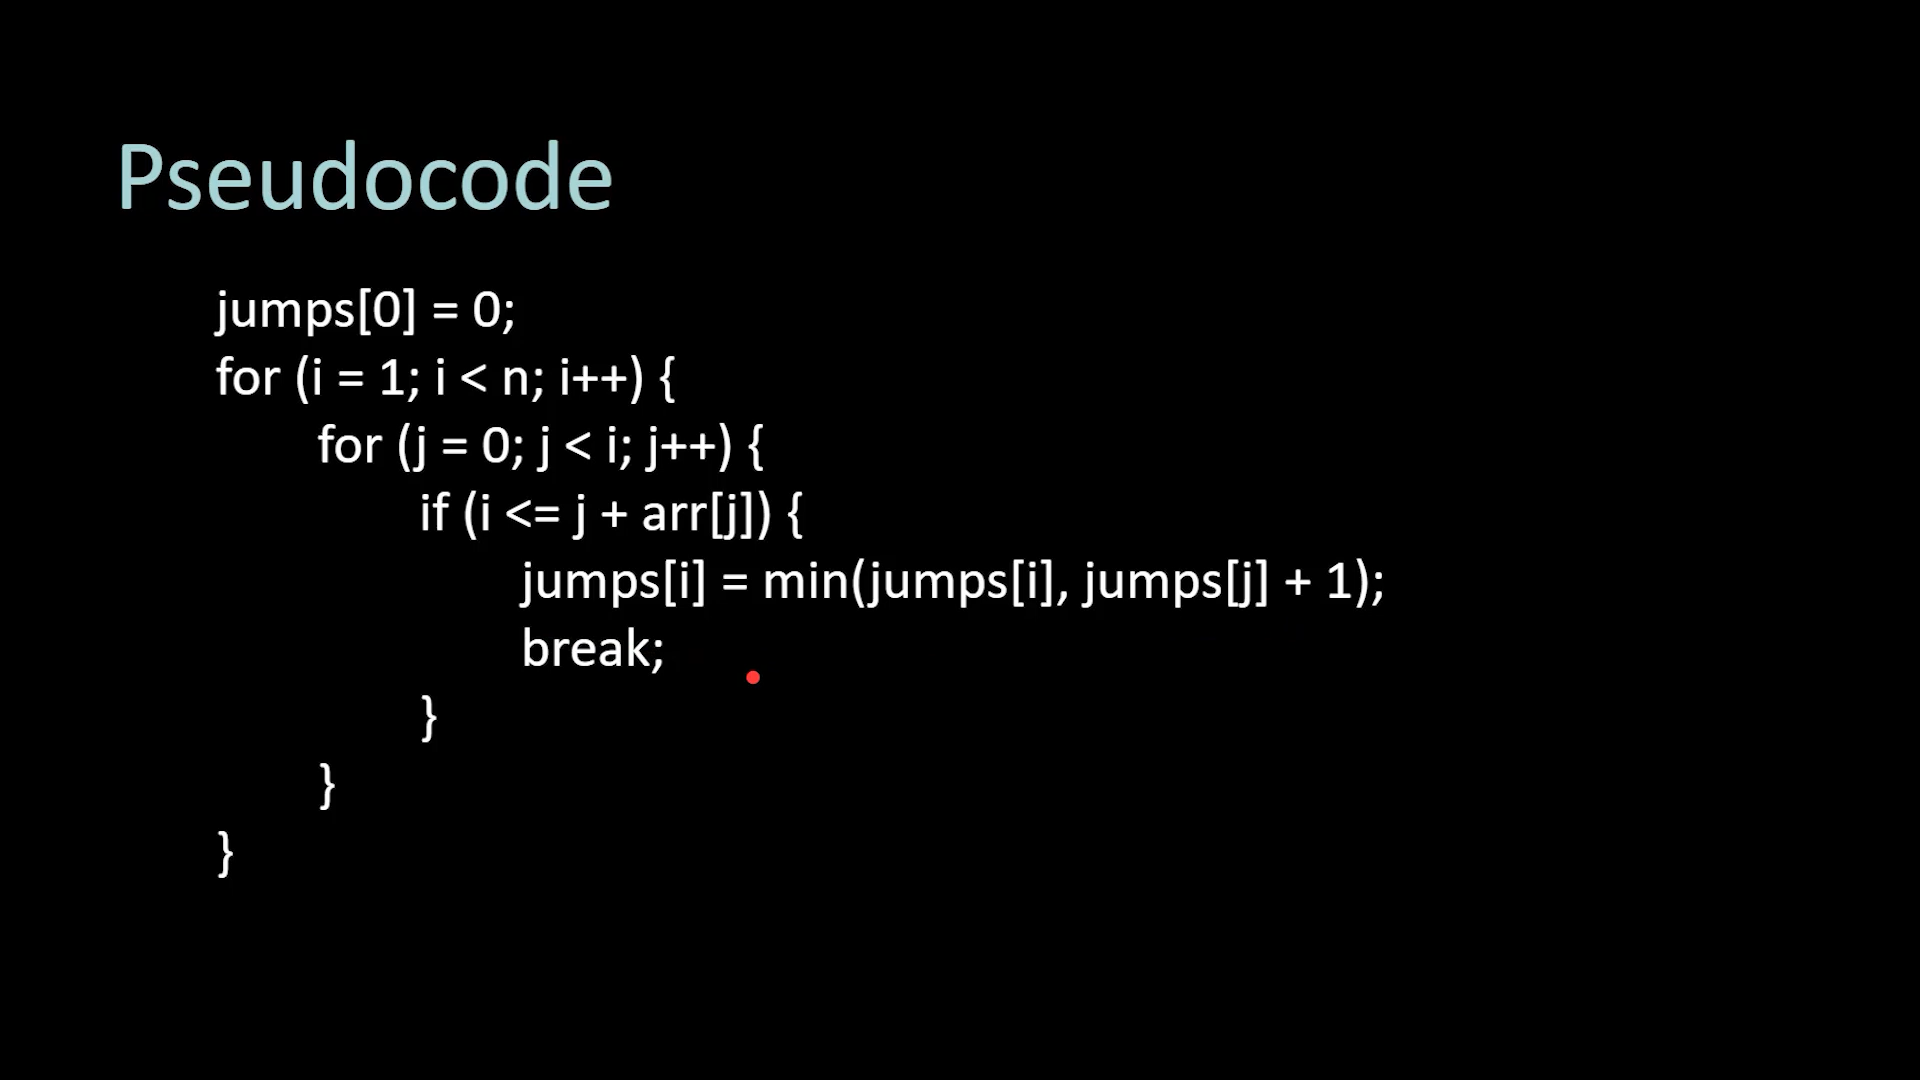 Pseudocode
jumps[0] = 0;
for (i = 1; i < n; i++) {
for (j = 0; j < i; j++) {
if (i <= j + arr[j]) {
jumps[i] = min(jumps[i], jumps[j] + 1);
break;
}
}
}